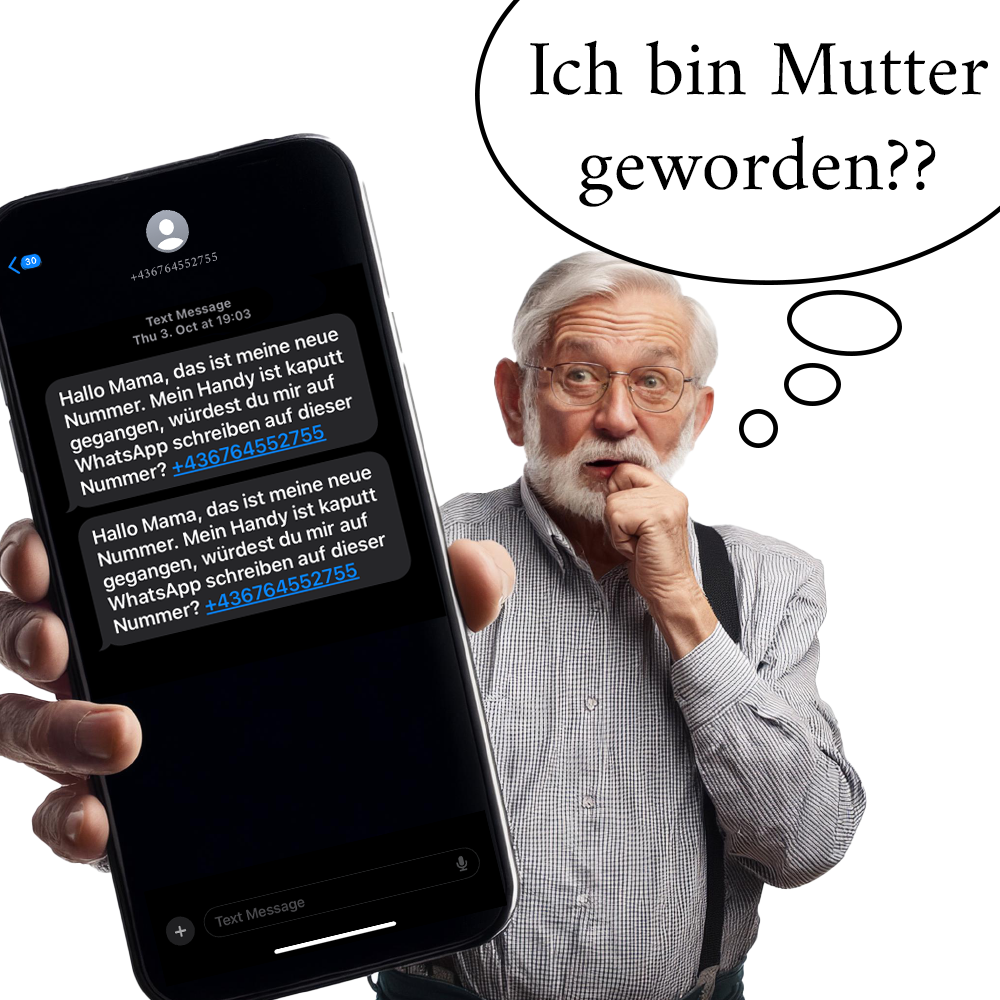 Ich bin Mutter
geworden??
30
+436764552755
Text Message
Thu 3. Oct at 19:03
Hallo Mama, das ist meine neue
Nummer. Mein Handy ist kaputt
gegangen, würdest du mir auf
WhatsApp schreiben auf dieser
Nummer? +436764552755
Hallo Mama, das ist meine neue
Nummer. Mein Handy ist kaputt
gegangen, würdest du mir auf
WhatsApp schreiben auf dieser
Nummer? +436764552755
Text Message